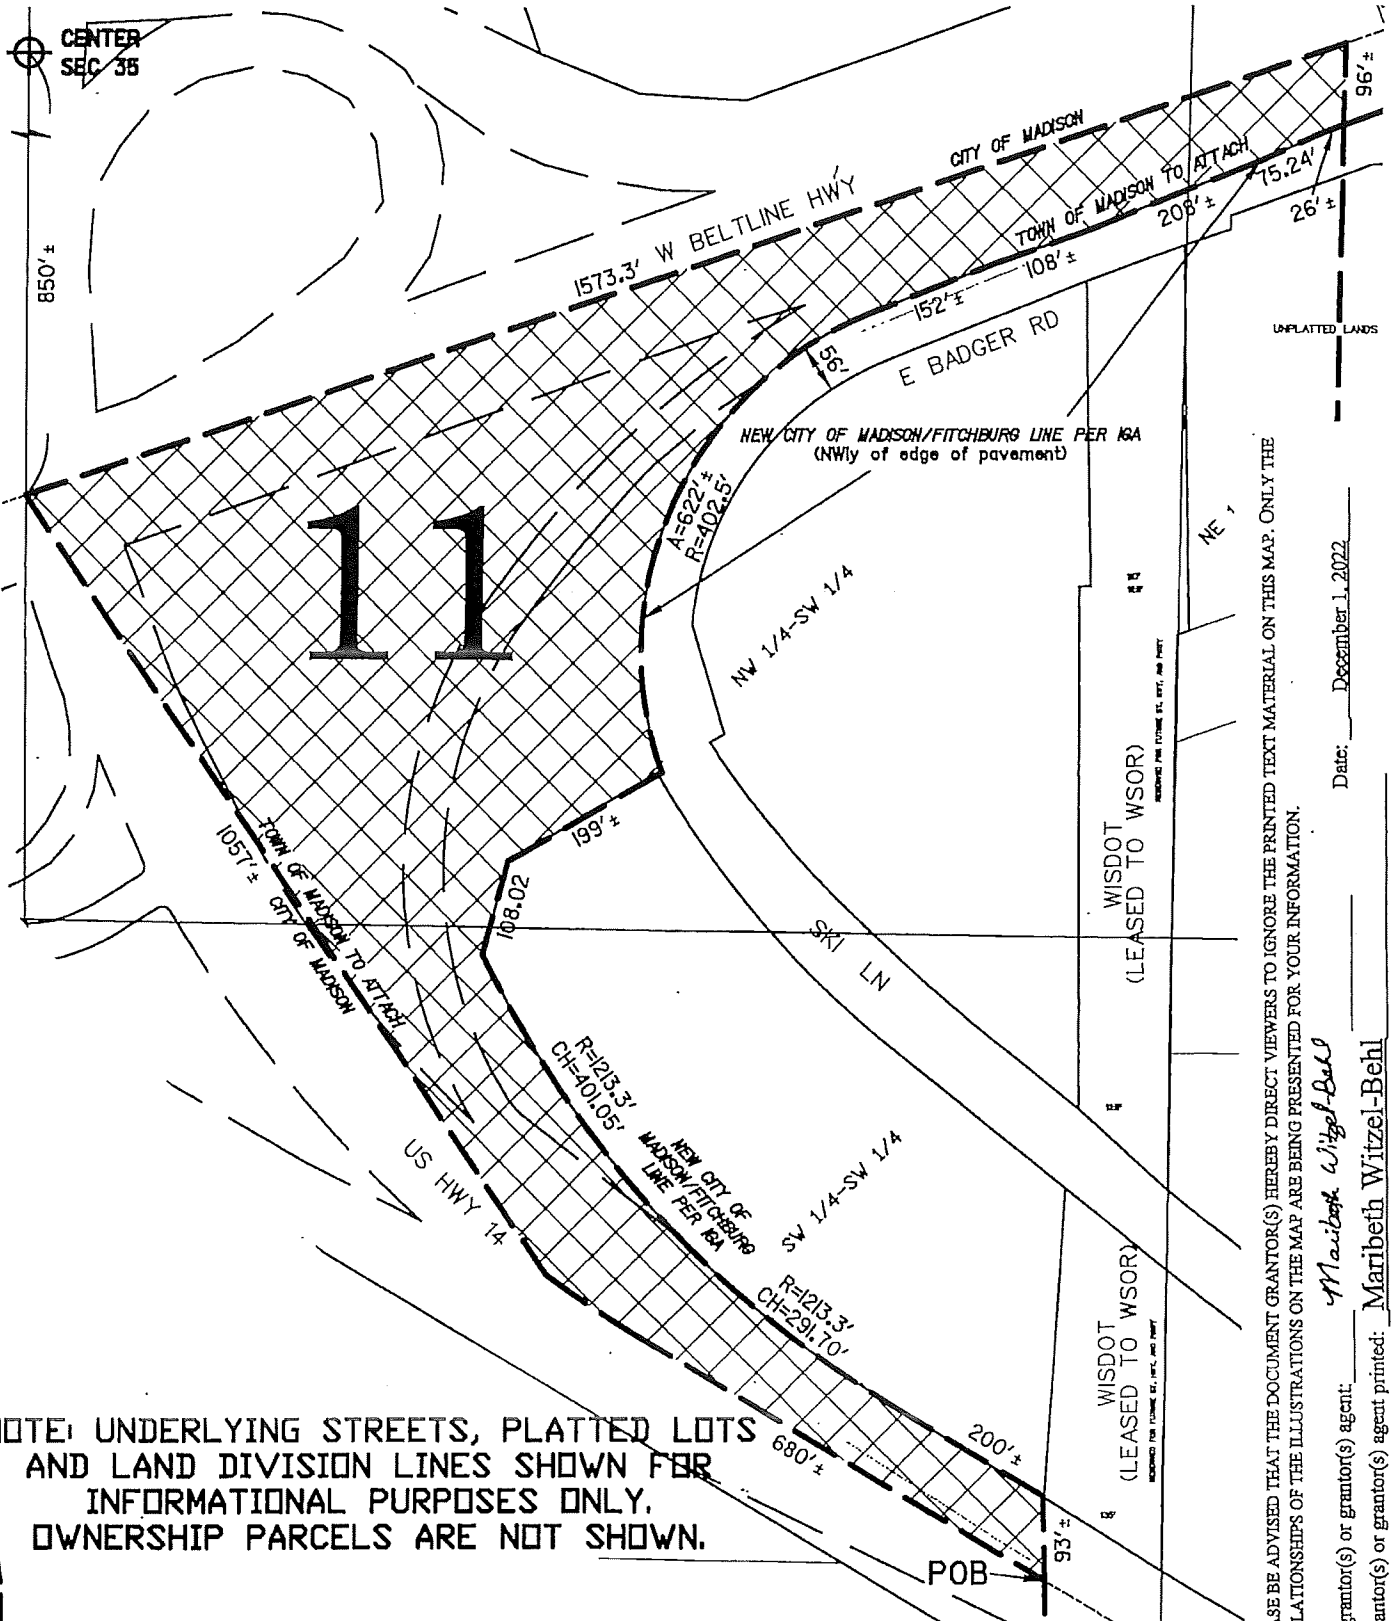 CENTER
SEC 35
850'±
96'±
CITY OF MADISON
1573.3' W BELTLINE HWY
TOWN OF MADISON TO ATTACH
75.24'
26'±
208'±
108'±
152'±
56'
E BADGER RD
UNPLATTED LANDS
NEW CITY OF MADISON/FITCHBURG LINE PER IGA
(NWly of edge of pavement)
11
A=622'±
R=402.5'
NW 1/4-SW 1/4
NE
199'±
108.02
1057'±
TOWN OF MADISON TO ATTACH
CITY OF MADISON
SKI LN
WISDOT
(LEASED TO WSOR)
R=1213.3'
CH=401.05'
NEW CITY OF
MADISON/FITCHBURG
LINE PER IGA
SW 1/4-SW 1/4
US HWY 14
R=1213.3'
CH=291.70'
WISDOT
(LEASED TO WSOR)
200'±
680'±
93'±
POB
NOTE: UNDERLYING STREETS, PLATTED LOTS
AND LAND DIVISION LINES SHOWN FOR
INFORMATIONAL PURPOSES ONLY.
OWNERSHIP PARCELS ARE NOT SHOWN.
SE BE ADVISED THAT THE DOCUMENT GRANTOR(S) HEREBY DIRECT VIEWERS TO IGNORE THE PRINTED TEXT MATERIAL ON THIS MAP. ONLY THE
LATIONSHIPS OF THE ILLUSTRATIONS ON THE MAP ARE BEING PRESENTED FOR YOUR INFORMATION.
grantor(s) or grantor(s) agent: Maribeth Witzel-Behl Date: December 1, 2022
antor(s) or grantor(s) agent printed: Maribeth Witzel-Behl